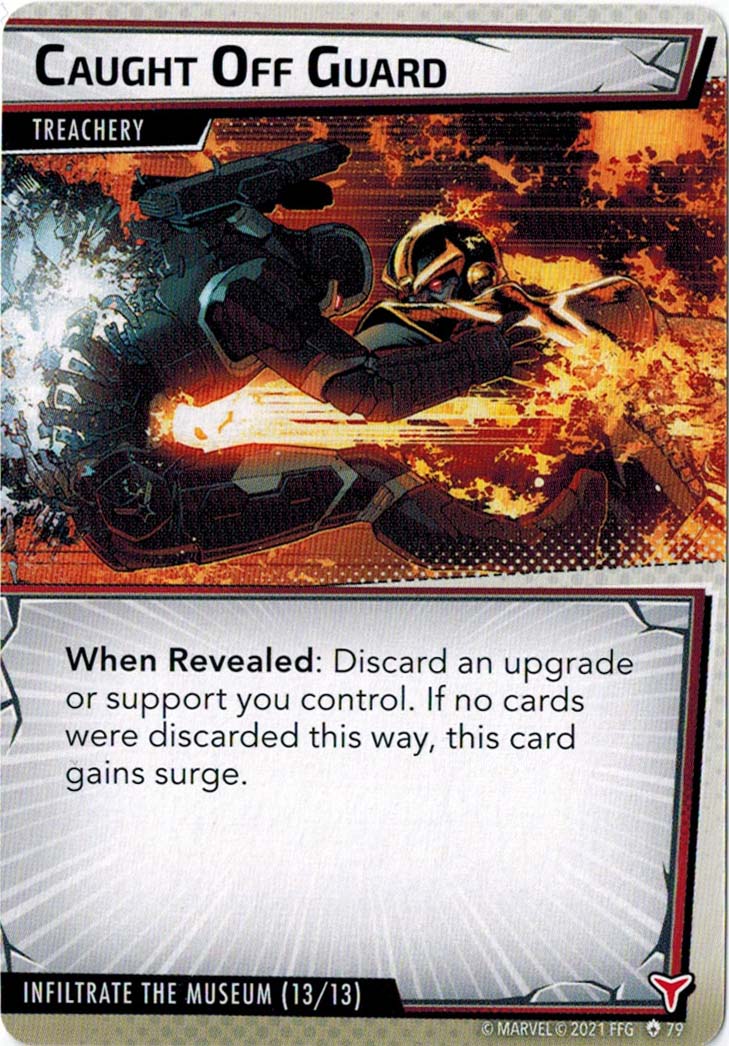 CAUGHT OFF GUARD
TREACHERY
When Revealed: Discard an upgrade
or support you control. If no cards
were discarded this way, this card
gains surge.
INFILTRATE THE MUSEUM (13/13)
© MARVEL © 2021 FFG 79